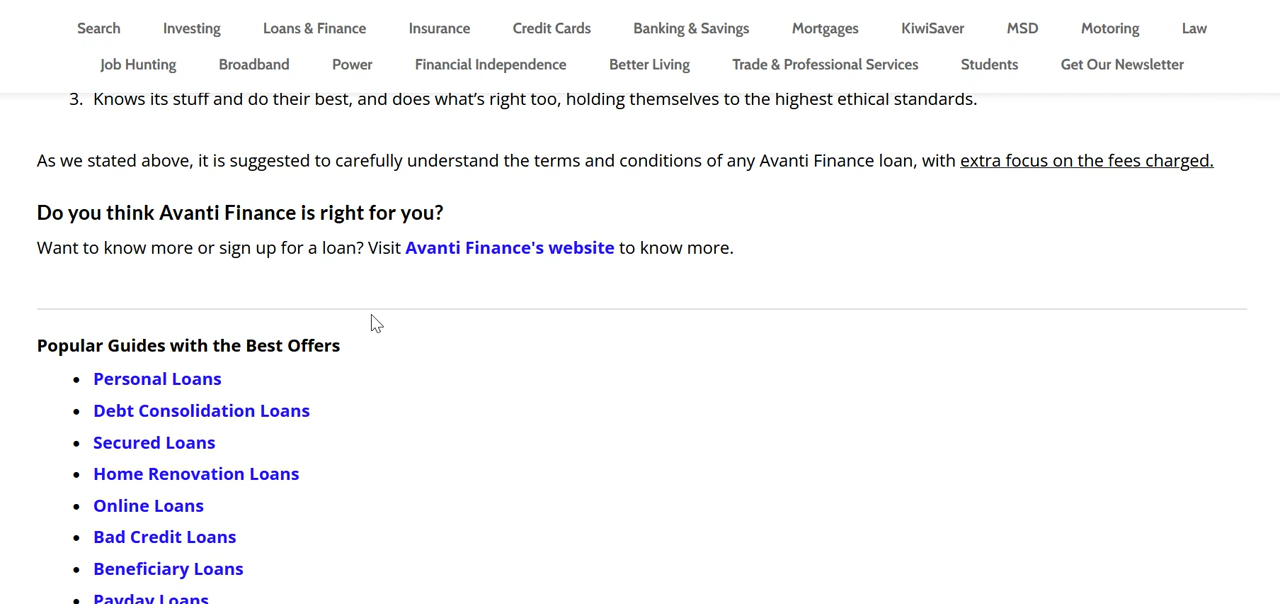 Search Investing Loans & Finance Insurance Credit Cards Banking & Savings Mortgages KiwiSaver MSD Motoring Law
Job Hunting Broadband Power Financial Independence Better Living Trade & Professional Services Students Get Our Newsletter
3. Knows its stuff and do their best, and does what's right too, holding themselves to the highest ethical standards.
As we stated above, it is suggested to carefully understand the terms and conditions of any Avanti Finance loan, with extra focus on the fees charged.
Do you think Avanti Finance is right for you?
Want to know more or sign up for a loan? Visit Avanti Finance's website to know more.
Popular Guides with the Best Offers
• Personal Loans
• Debt Consolidation Loans
• Secured Loans
• Home Renovation Loans
• Online Loans
• Bad Credit Loans
• Beneficiary Loans
• Payday Loans